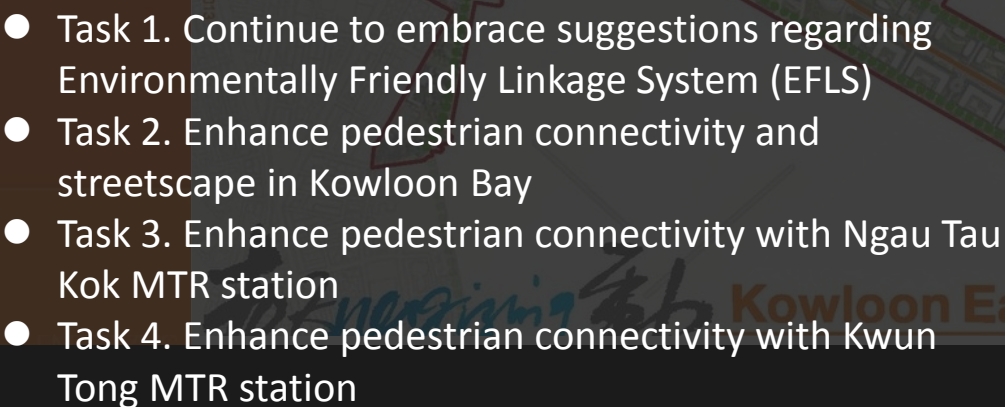 ● Task 1. Continue to embrace suggestions regarding
Environmentally Friendly Linkage System (EFLS)
● Task 2. Enhance pedestrian connectivity and
streetscape in Kowloon Bay
● Task 3. Enhance pedestrian connectivity with Ngau Tau
Kok MTR station
Energizing Kowloon Ea
● Task 4. Enhance pedestrian connectivity with Kwun
Tong MTR station